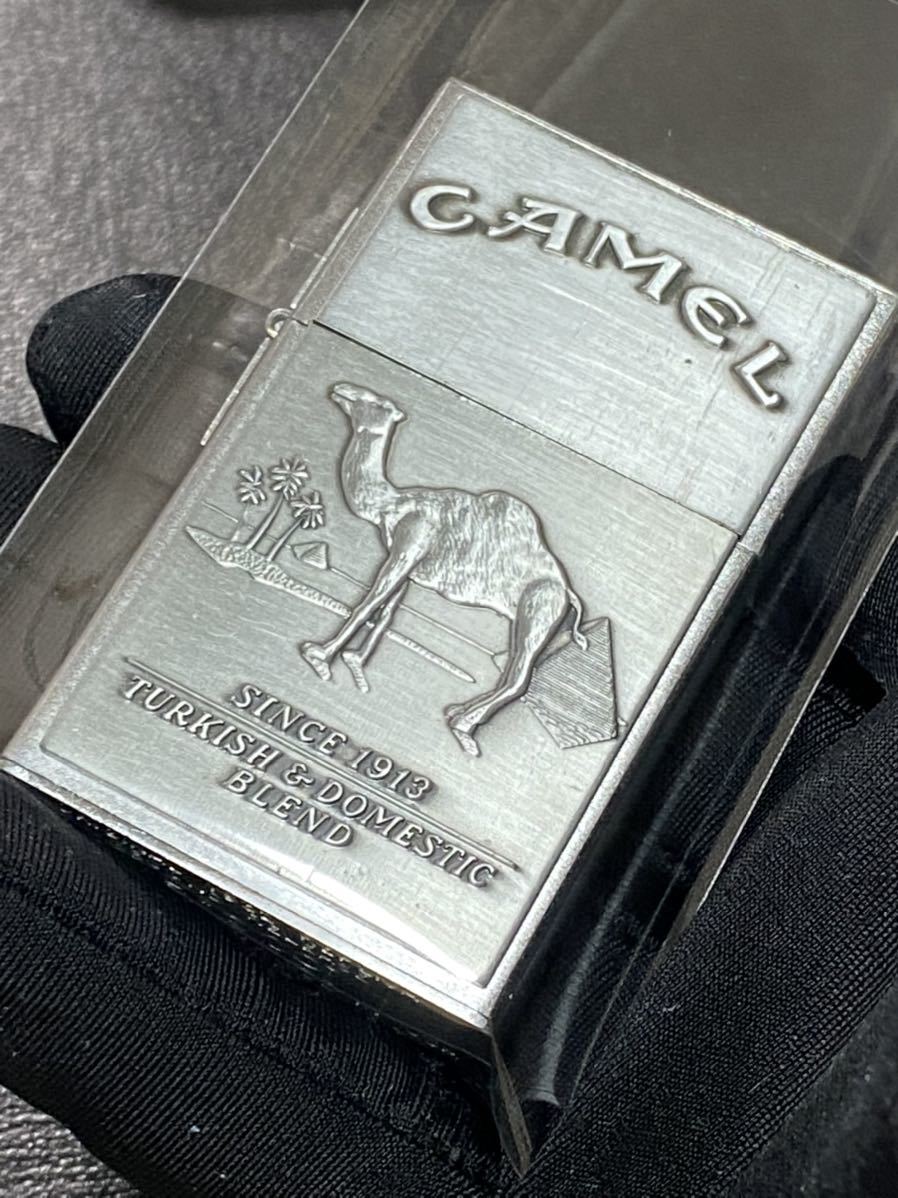 CAMEL
SINCE 1913
TURKISH & DOMESTIC
BLEND